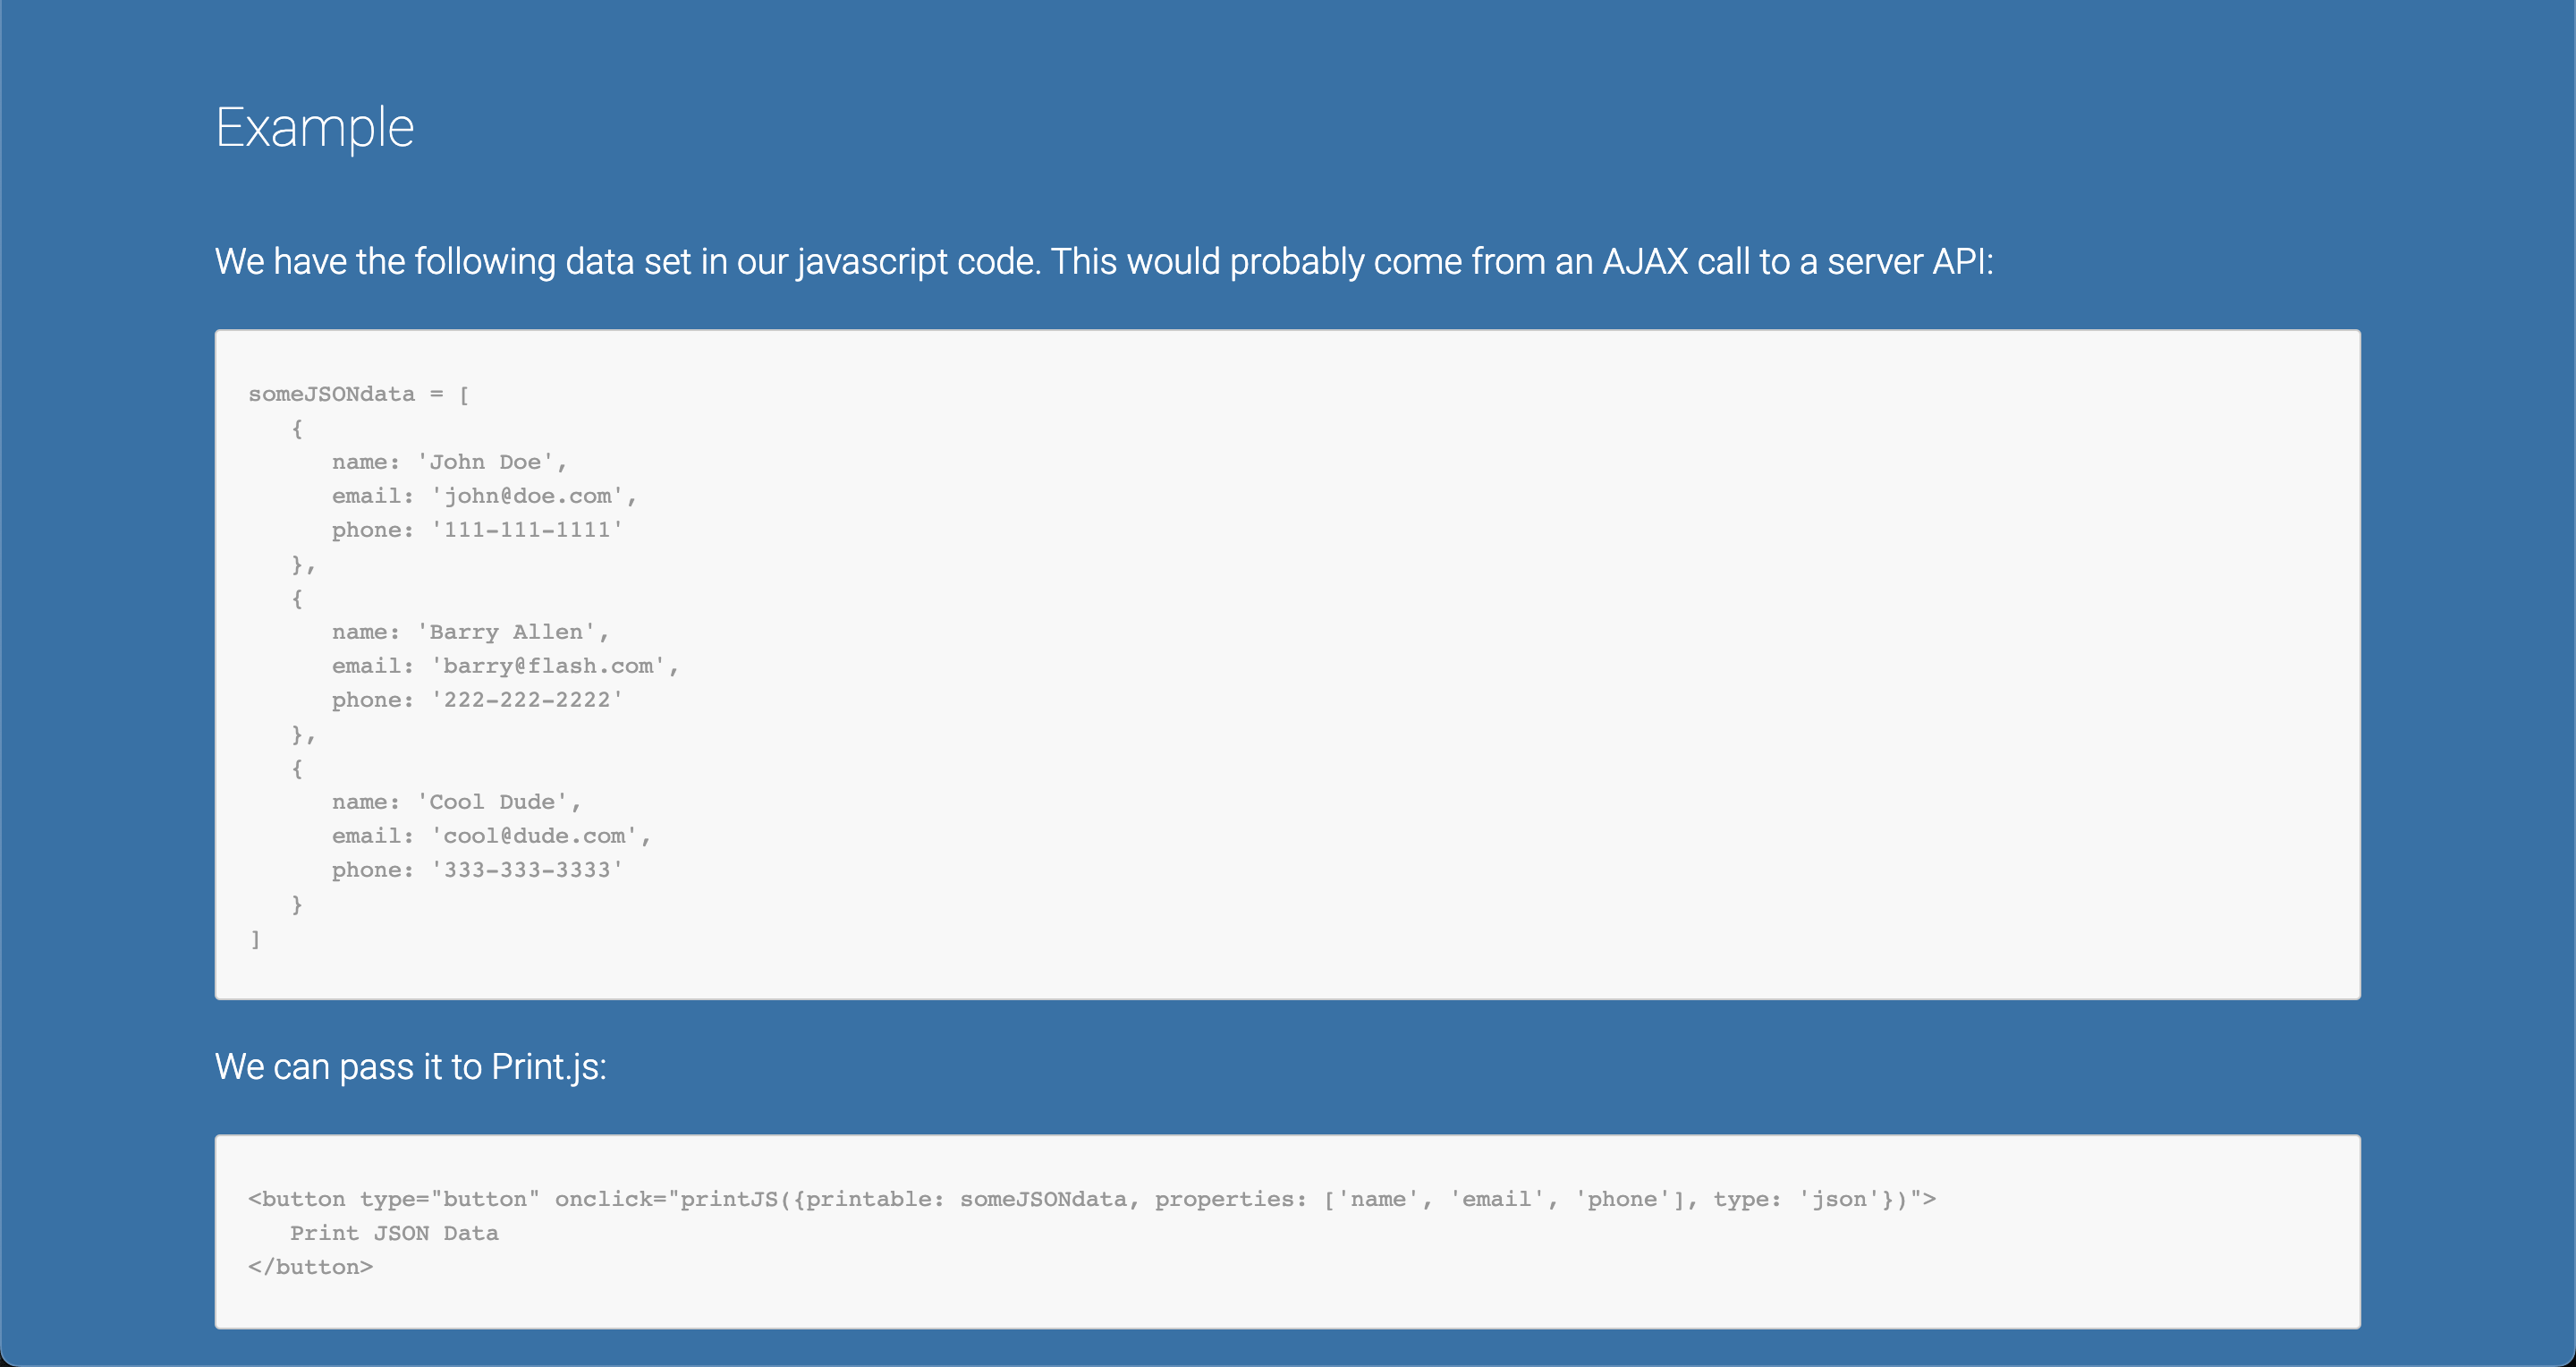 Example
We have the following data set in our javascript code. This would probably come from an AJAX call to a server API:
someJSONdata = [
   {
      name: 'John Doe',
      email: 'john@doe.com',
      phone: '111-111-1111'
   },
   {
      name: 'Barry Allen',
      email: 'barry@flash.com',
      phone: '222-222-2222'
   },
   {
      name: 'Cool Dude',
      email: 'cool@dude.com',
      phone: '333-333-3333'
   }
]
We can pass it to Print.js:
<button type="button" onclick="printJS({printable: someJSONdata, properties: ['name', 'email', 'phone'], type: 'json'})">
   Print JSON Data
</button>